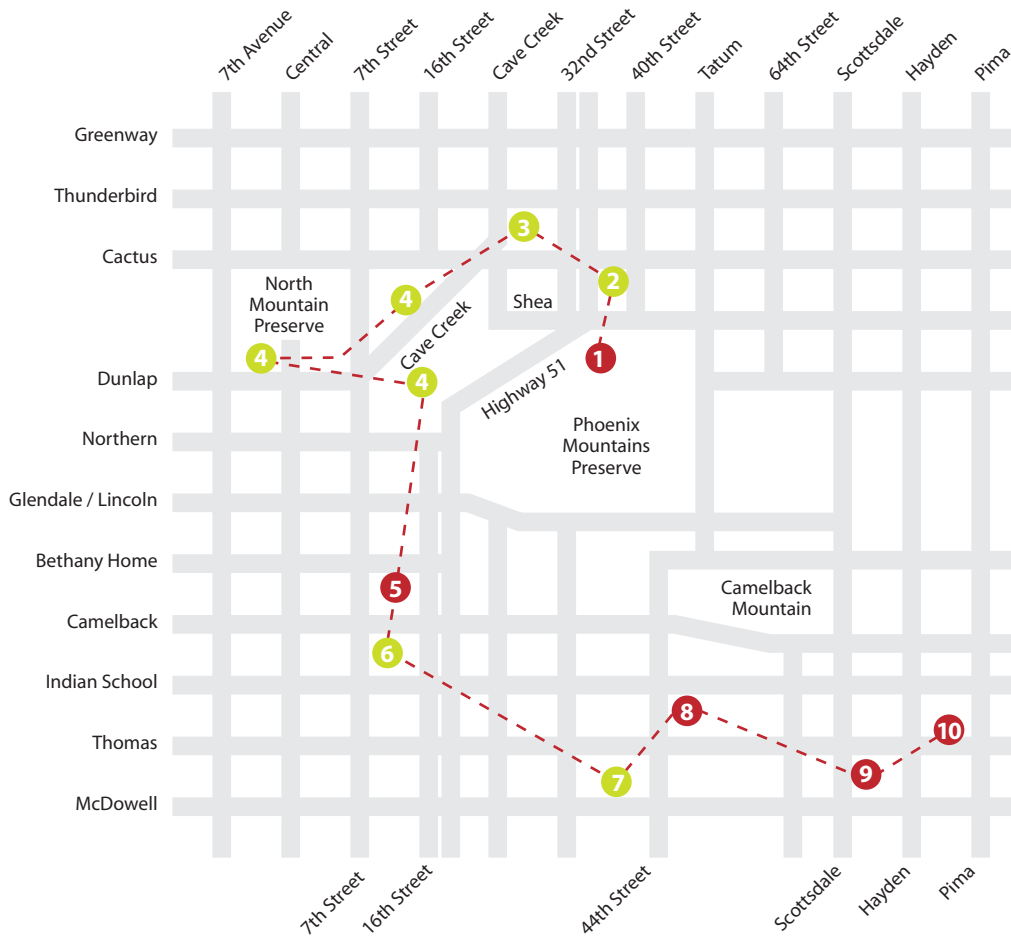 7th Avenue
Central
7th Street
16th Street
Cave Creek
32nd Street
40th Street
Tatum
64th Street
Scottsdale
Hayden
Pima
Greenway
Thunderbird
3
Cactus
North
Mountain
Preserve
4
2
Shea
Cave Creek
4
1
Dunlap
4
Highway 51
Northern
Phoenix
Mountains
Preserve
Glendale / Lincoln
Bethany Home
5
Camelback
Mountain
Camelback
6
Indian School
8
Thomas
10
9
7
McDowell
7th Street
16th Street
44th Street
Scottsdale
Hayden
Pima